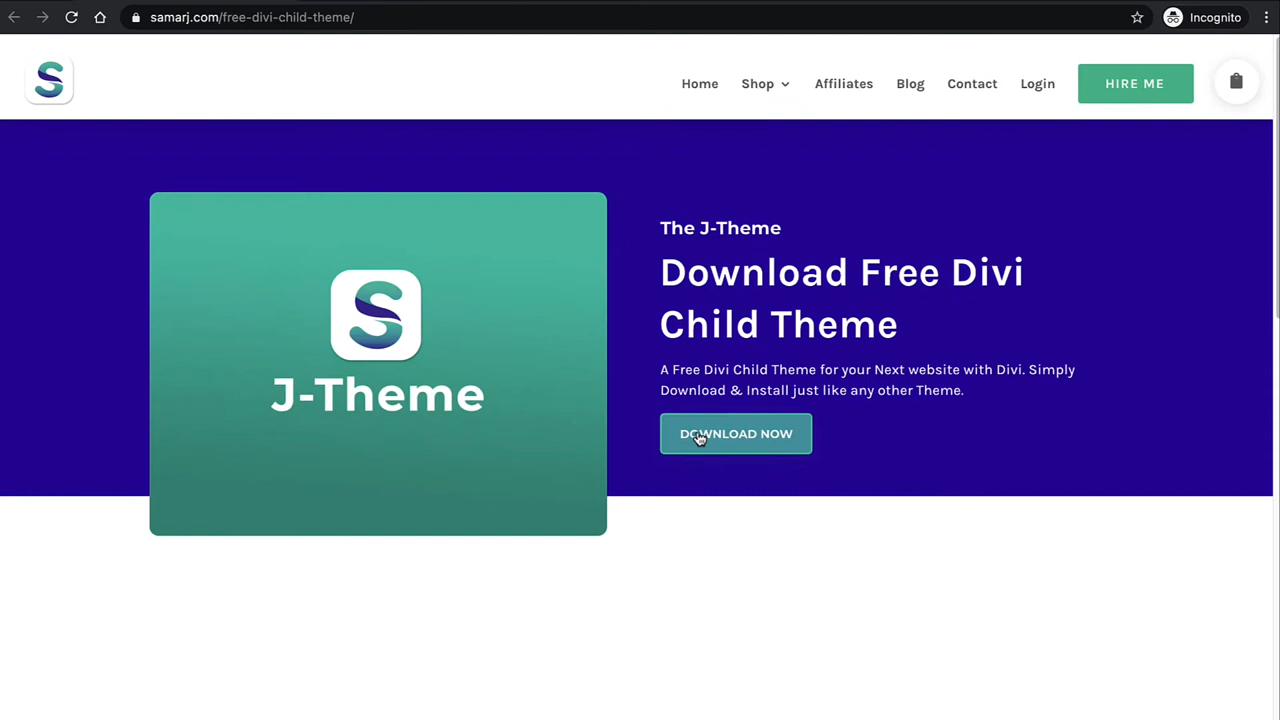 samarj.com/free-divi-child-theme/
Incognito
S
Home Shop Affiliates Blog Contact Login HIRE ME
S
J-Theme
The J-Theme
Download Free Divi
Child Theme
A Free Divi Child Theme for your Next website with Divi. Simply
Download & Install just like any other Theme.
DOWNLOAD NOW